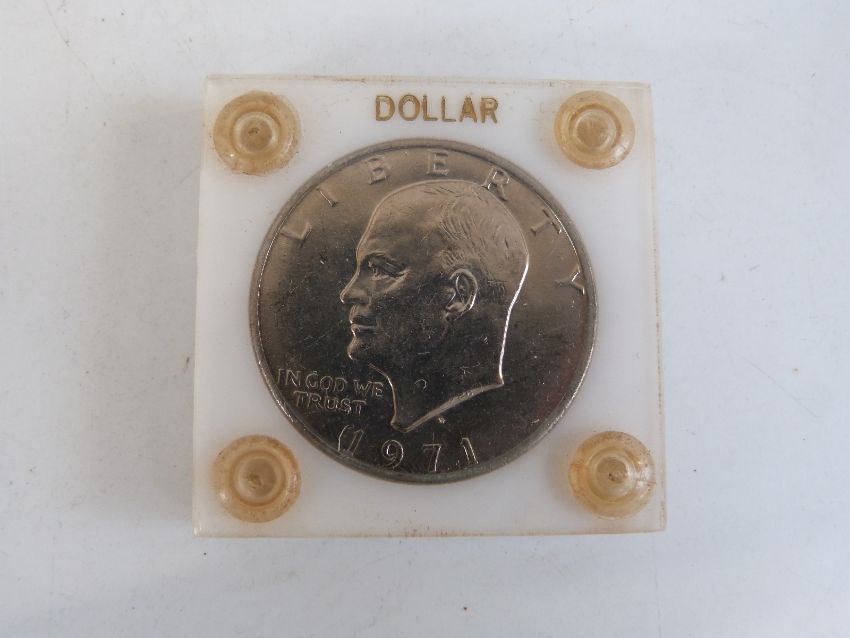 DOLLAR
LIBERTY
IN GOD WE
TRUST
1971